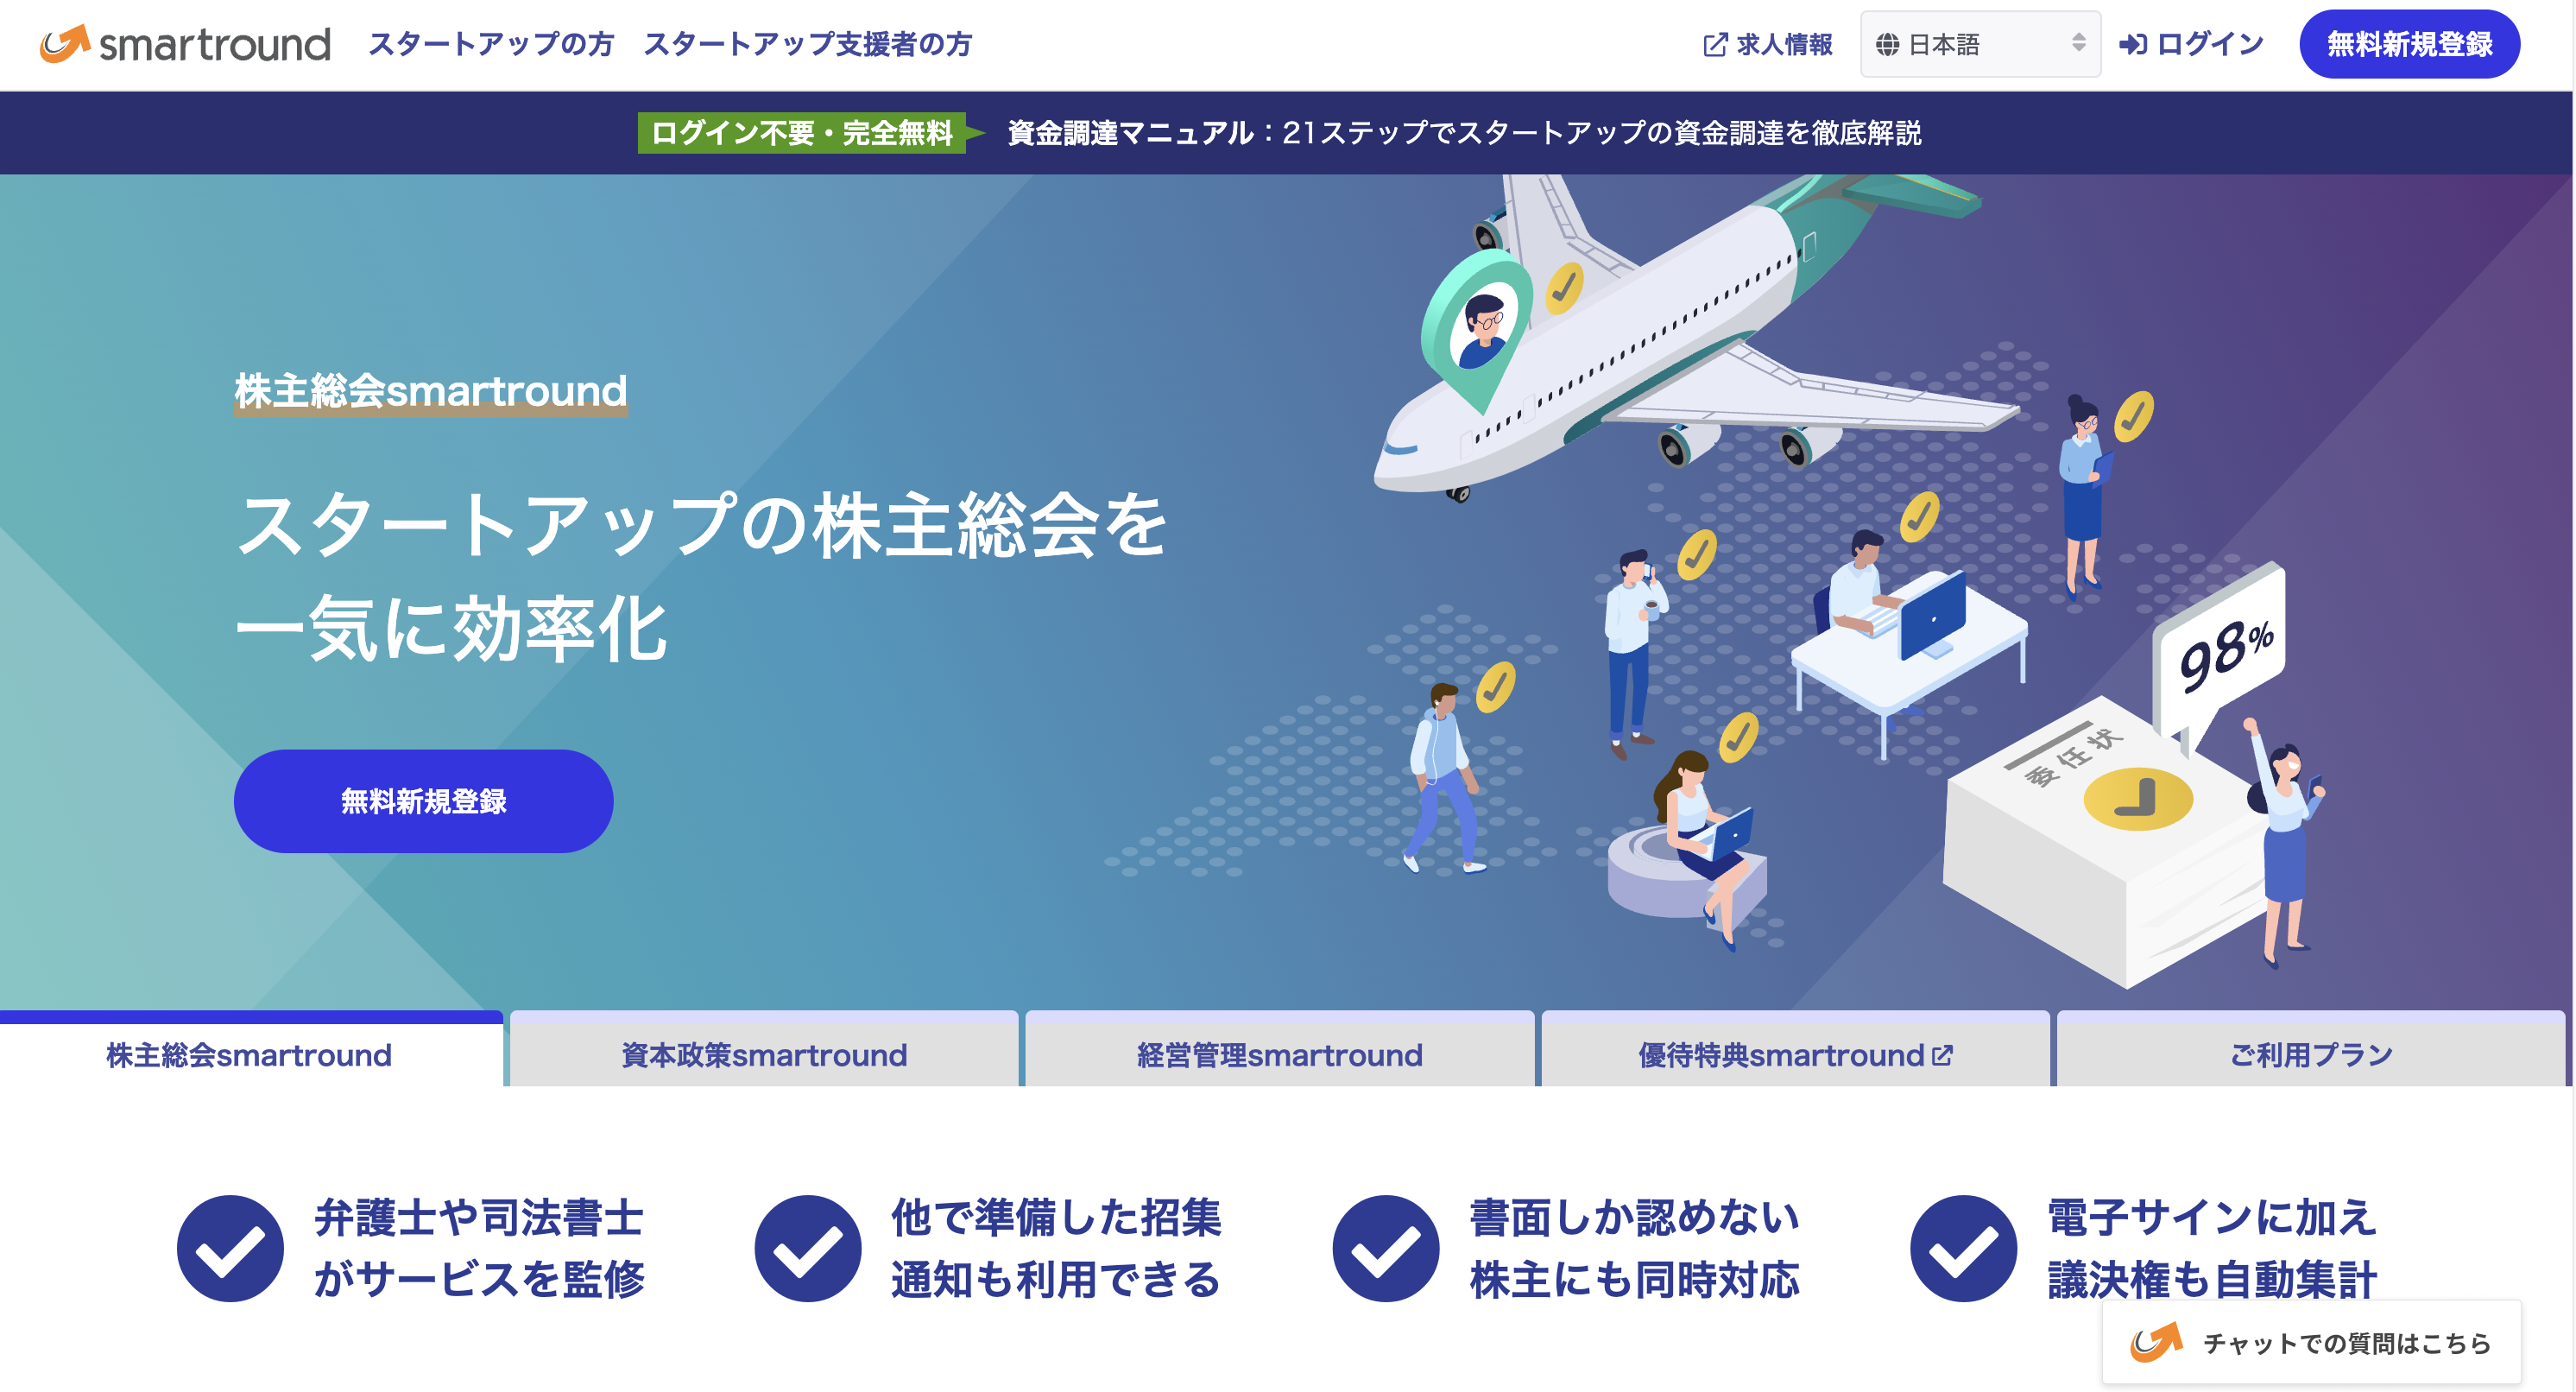 smartround
スタートアップの方
スタートアップ支援者の方
求人情報
日本語
ログイン
無料新規登録
ログイン不要・完全無料
資金調達マニュアル：21ステップでスタートアップの資金調達を徹底解説
株主総会smartround
スタートアップの株主総会を
一気に効率化
無料新規登録
98%
委任状
株主総会smartround
資本政策smartround
経営管理smartround
優待特典smartround
ご利用プラン
弁護士や司法書士
がサービスを監修
他で準備した招集
通知も利用できる
書面しか認めない
株主にも同時対応
電子サインに加え
議決権も自動集計
チャットでの質問はこちら